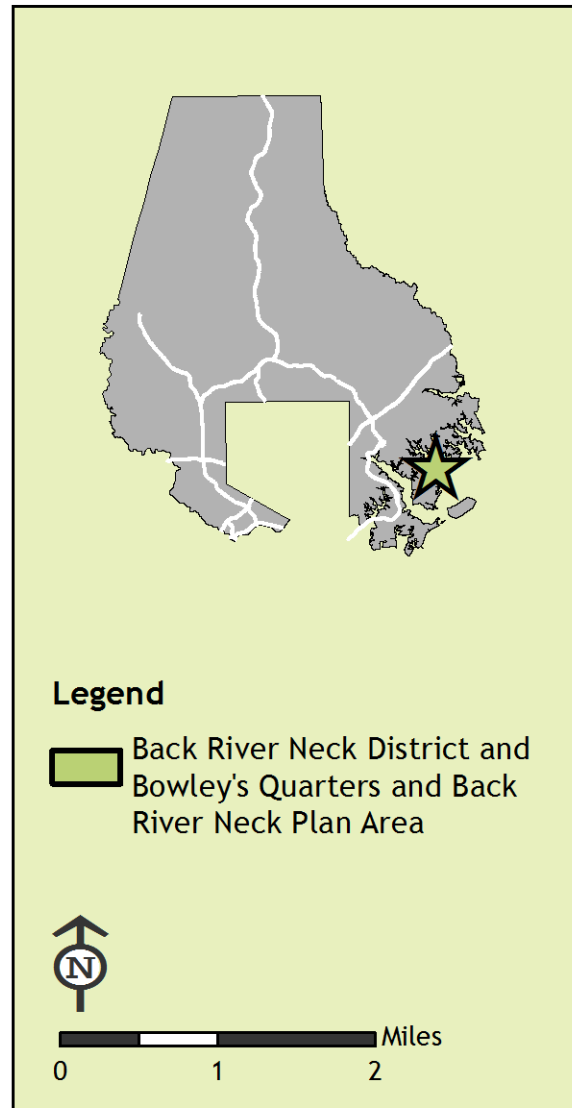 Legend
Back River Neck District and
Bowley's Quarters and Back
River Neck Plan Area
N
Miles
0 1 2